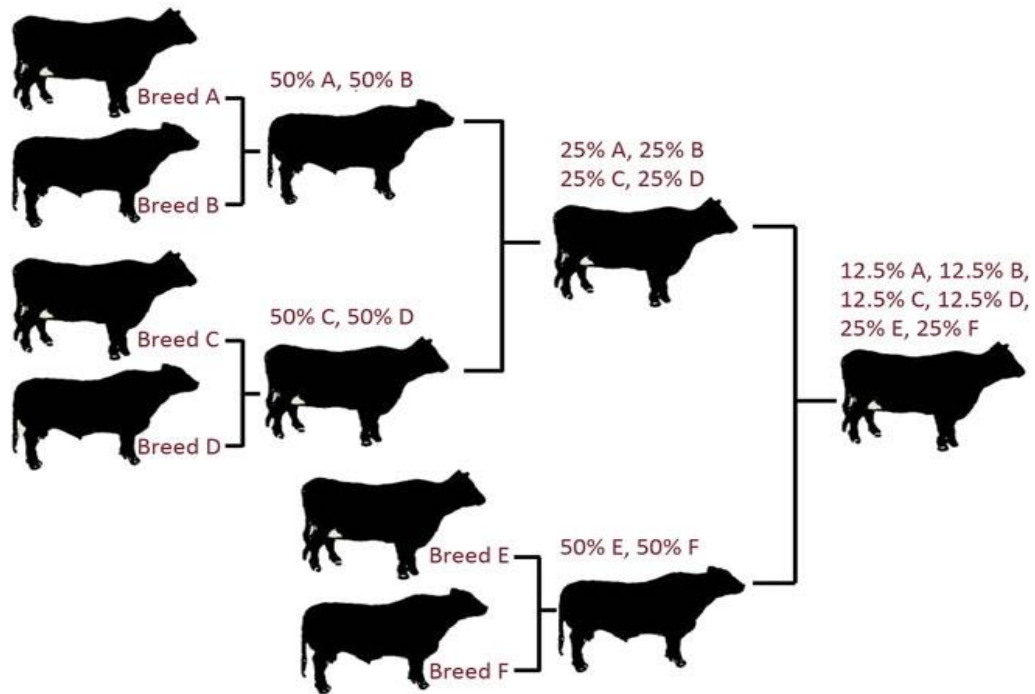 Breed A
50% A, 50% B
Breed B
25% A, 25% B
25% C, 25% D
Breed C
50% C, 50% D
Breed D
12.5% A, 12.5% B,
12.5% C, 12.5% D,
25% E, 25% F
Breed E
50% E, 50% F
Breed F